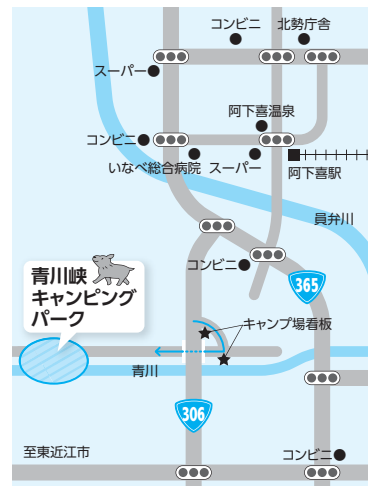 コンビニ
北勢庁舎
スーパー
阿下喜温泉
コンビニ
いなべ総合病院
スーパー
阿下喜駅
員弁川
コンビニ
青川峡
キャンピング
パーク
365
キャンプ場看板
青川
306
至東近江市
コンビニ